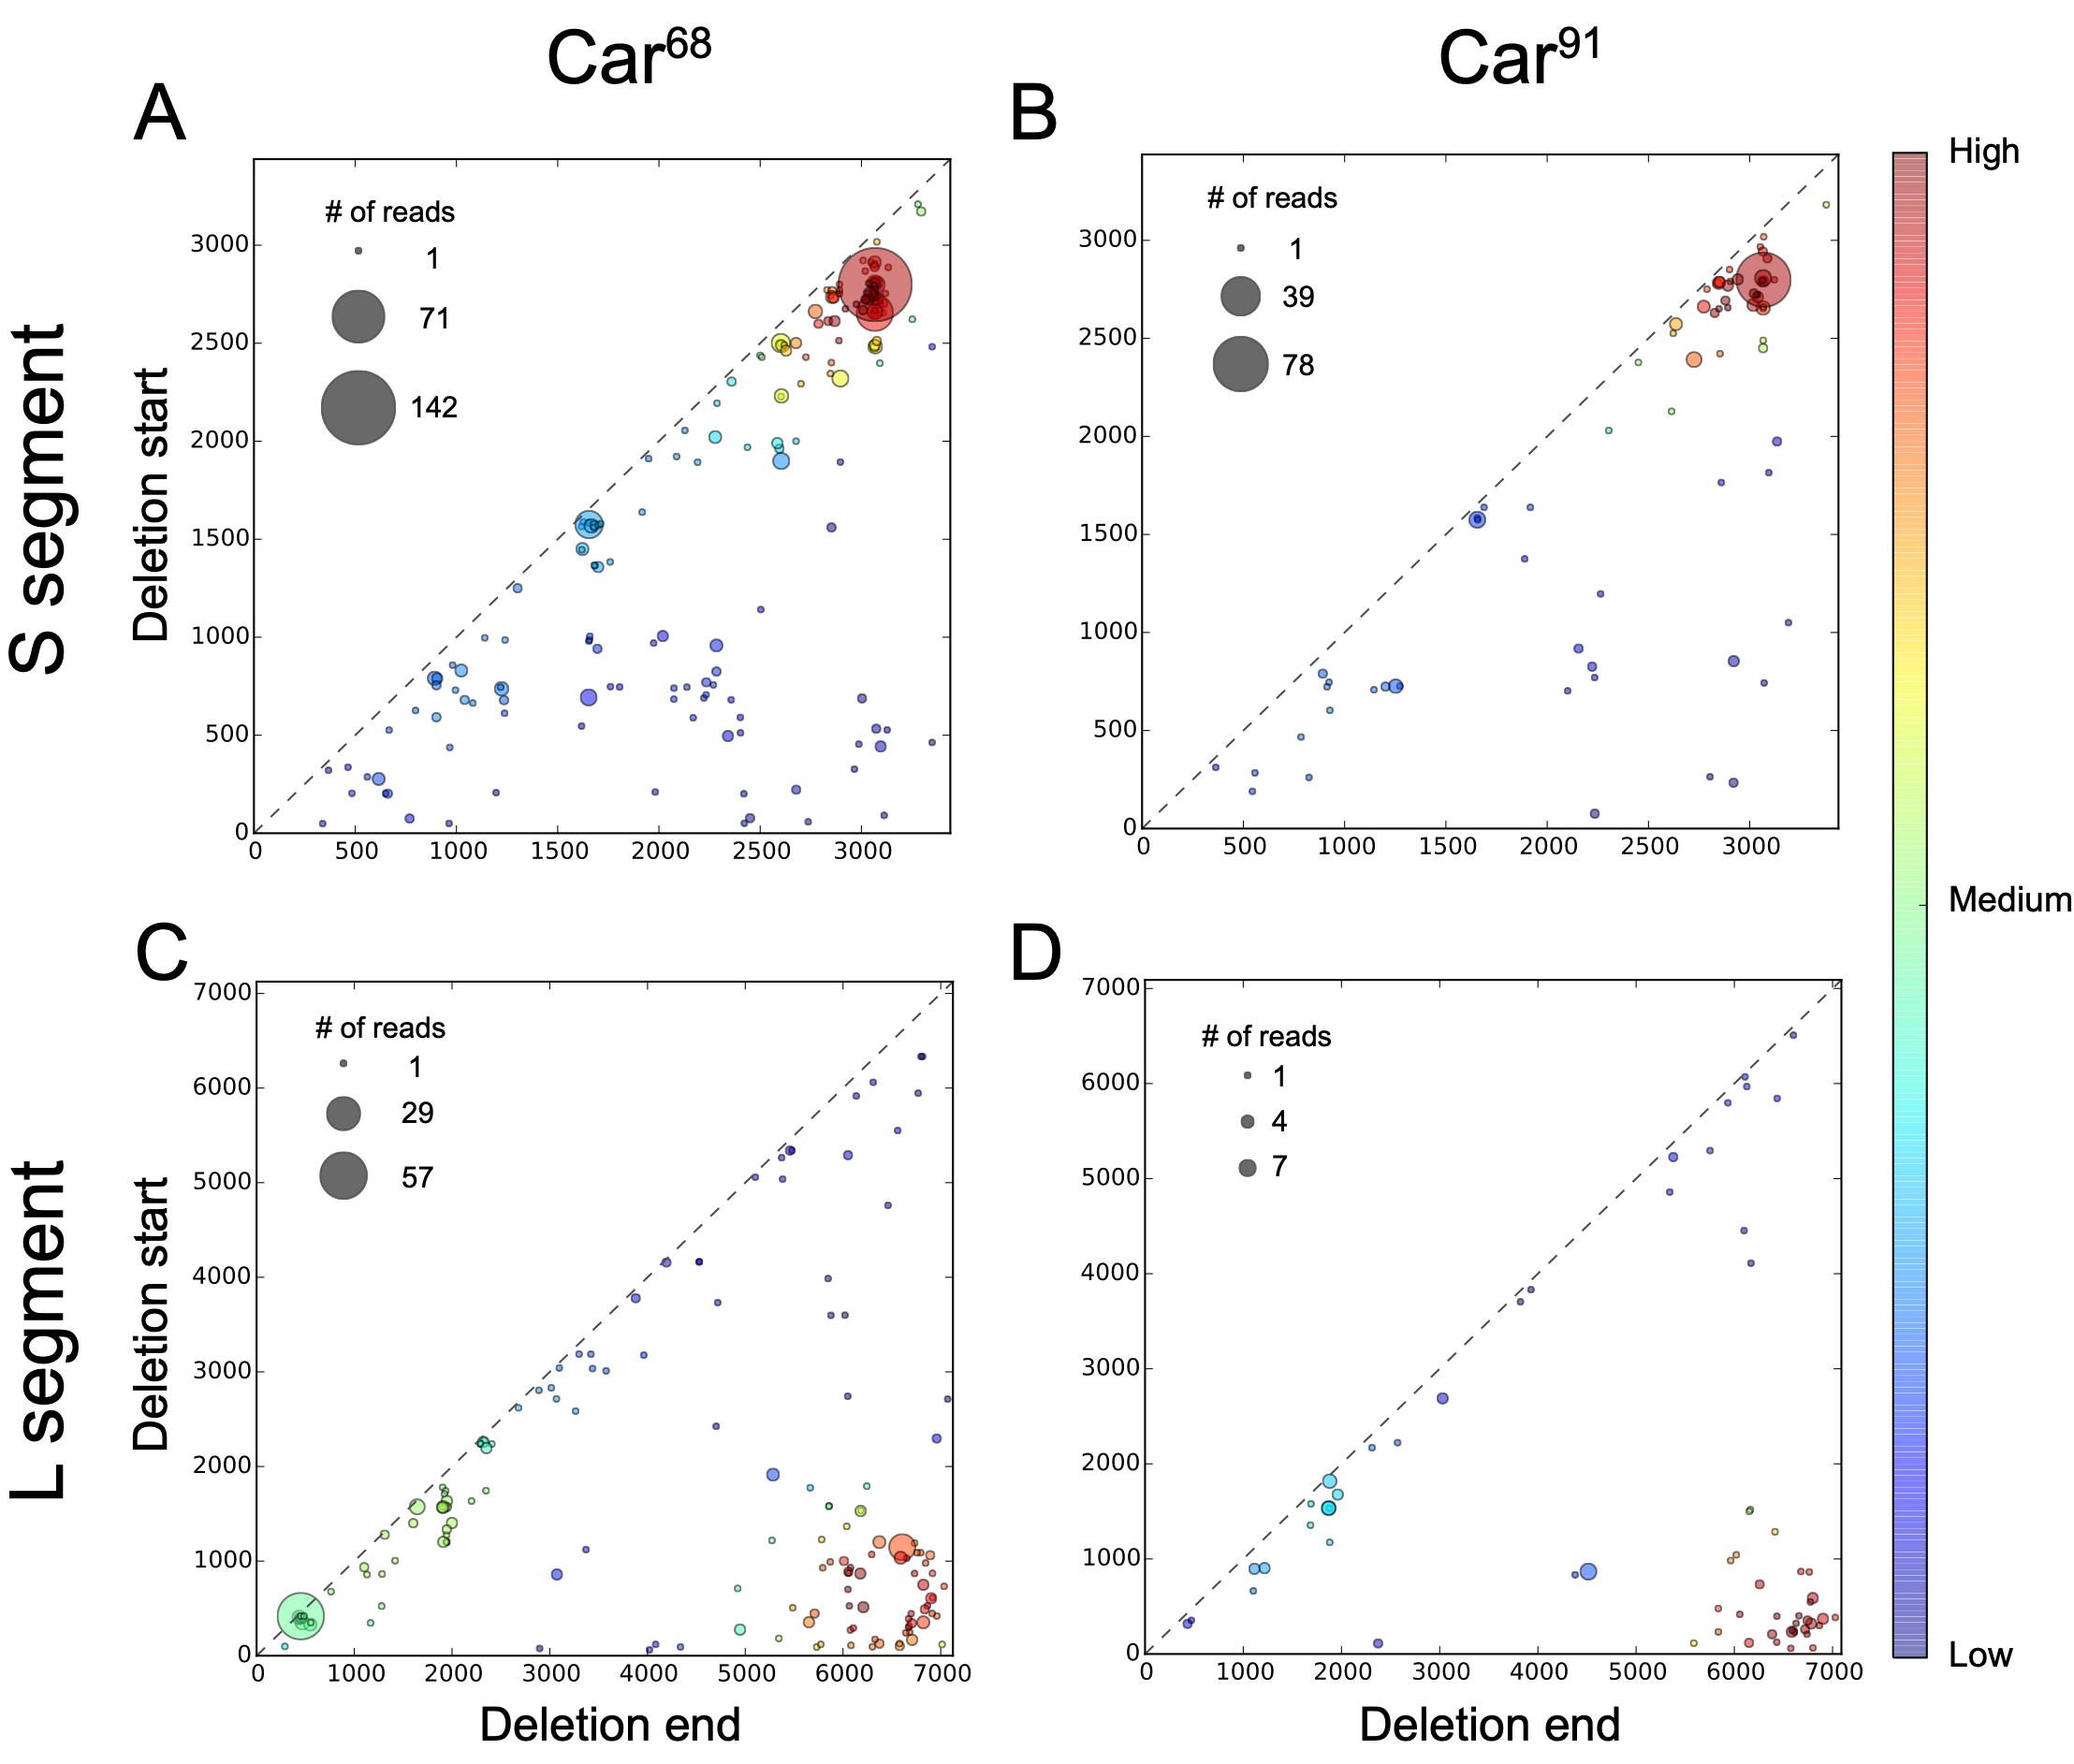 Car⁶⁸
Car⁹¹
A
B
S segment
Deletion start
# of reads
1
71
142
3000
2500
2000
1500
1000
500
0
0 500 1000 1500 2000 2500 3000
# of reads
1
39
78
3000
2500
2000
1500
1000
500
0
0 500 1000 1500 2000 2500 3000
High
Medium
Low
C
D
L segment
Deletion start
# of reads
1
29
57
7000
6000
5000
4000
3000
2000
1000
0
0 1000 2000 3000 4000 5000 6000 7000
Deletion end
# of reads
1
4
7
7000
6000
5000
4000
3000
2000
1000
0
0 1000 2000 3000 4000 5000 6000 7000
Deletion end